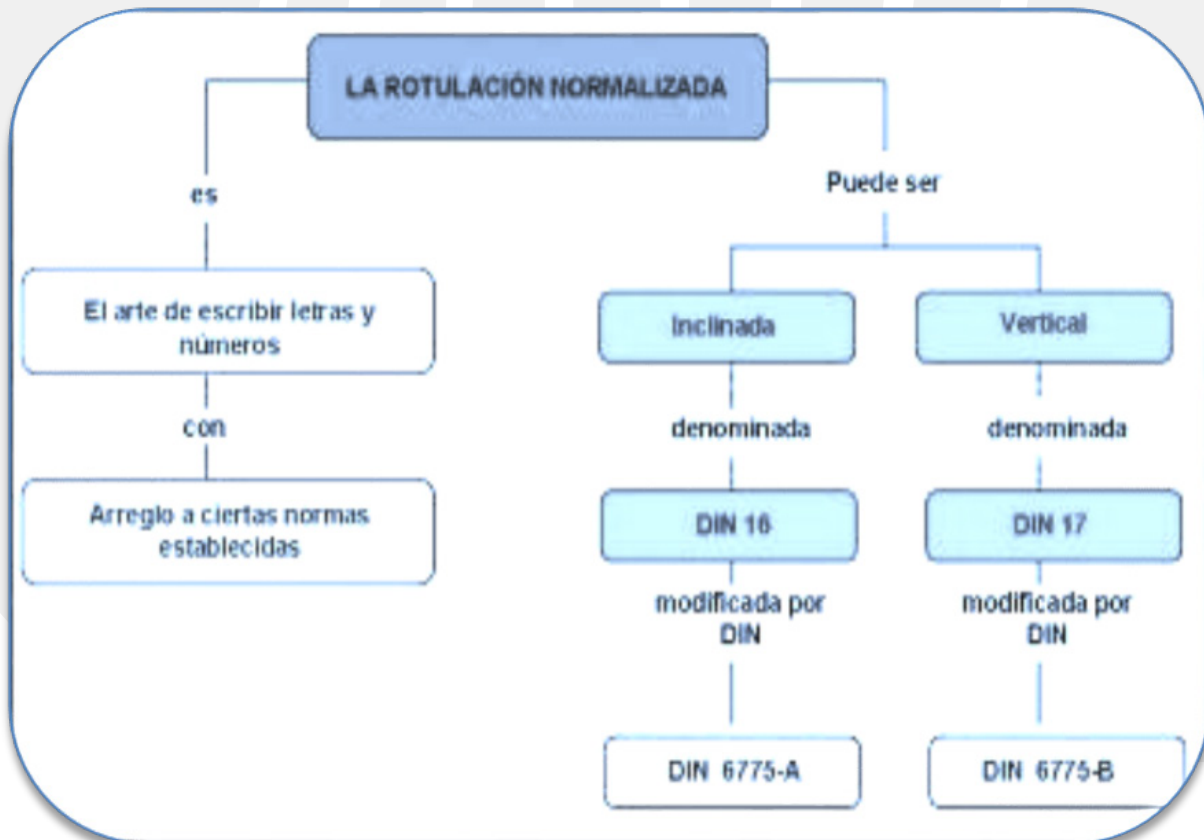 LA ROTULACIÓN NORMALIZADA
es
El arte de escribir letras y
números
con
Arreglo a ciertas normas
establecidas
Puede ser
Inclinada
Vertical
denominada
denominada
DIN 16
DIN 17
modificada por
DIN
modificada por
DIN
DIN 6775-A
DIN 6775-B